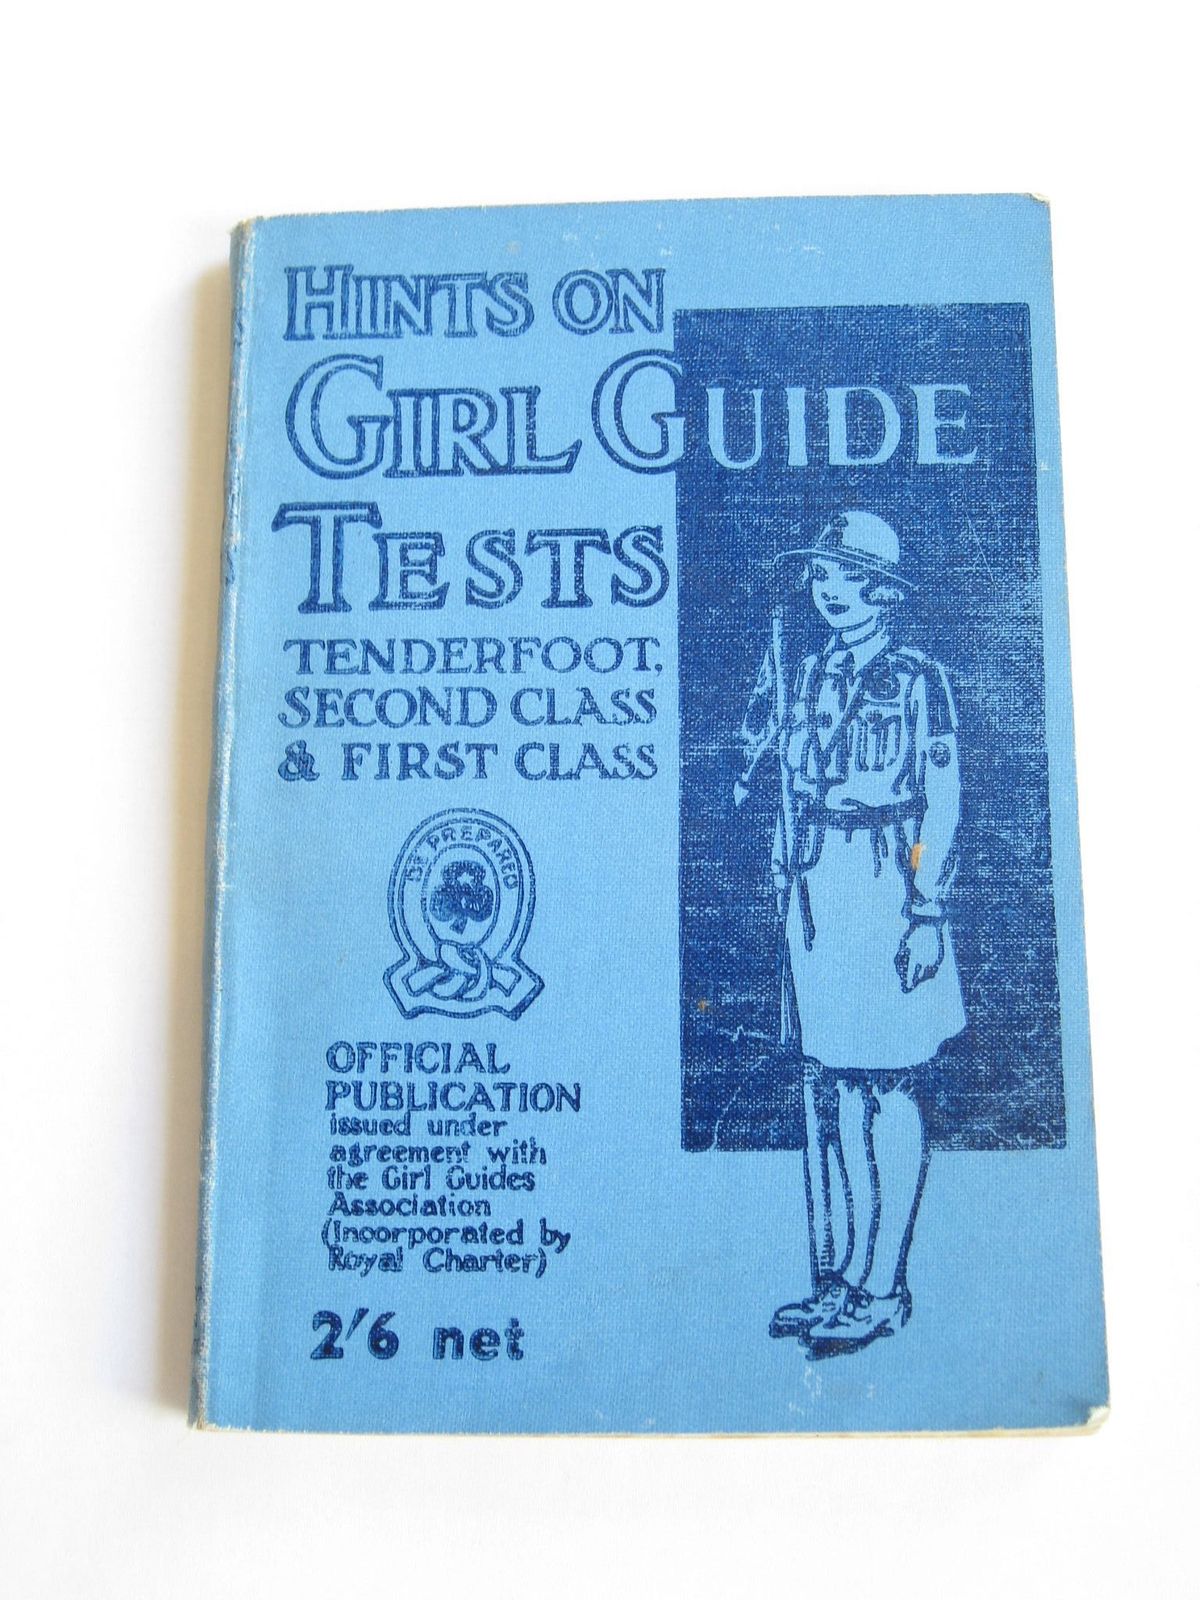 HINTS ON
GIRL GUIDE
TESTS
TENDERFOOT,
SECOND CLASS
& FIRST CLASS
BE PREPARED
OFFICIAL
PUBLICATION
issued under
agreement with
the Girl Guides
Association
(Incorporated by
Royal Charter)
2'6 net